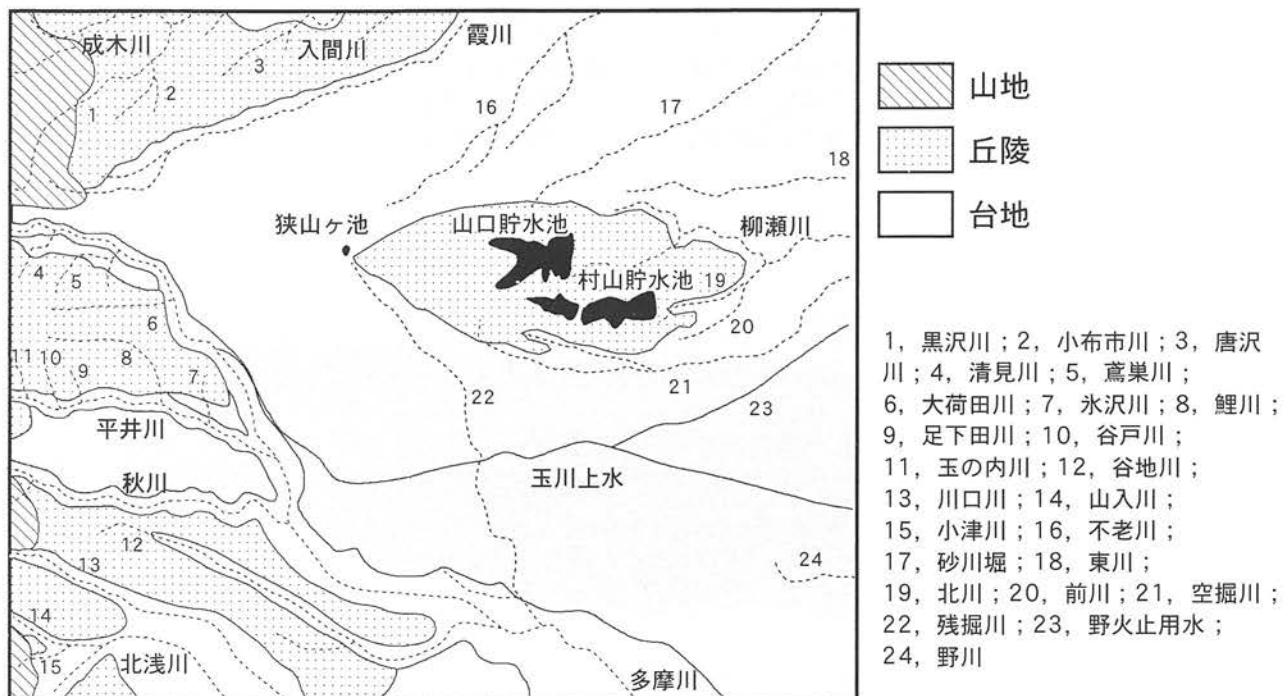 成木川
入間川
霞川
3
2
1
16
17
18
狭山ヶ池
山口貯水池
柳瀬川
村山貯水池
19
20
4
5
6
11
10
9
8
7
22
21
23
平井川
秋川
玉川上水
12
13
14
15
24
北浅川
多摩川
山地
丘陵
台地
1，黒沢川；2，小布市川；3，唐沢
川；4，清見川；5，鳶巣川；
6，大荷田川；7，氷沢川；8，鯉川；
9，足下田川；10，谷戸川；
11，玉の内川；12，谷地川；
13，川口川；14，山入川；
15，小津川；16，不老川；
17，砂川堀；18，東川；
19，北川；20，前川；21，空掘川；
22，残掘川；23，野火止用水；
24，野川